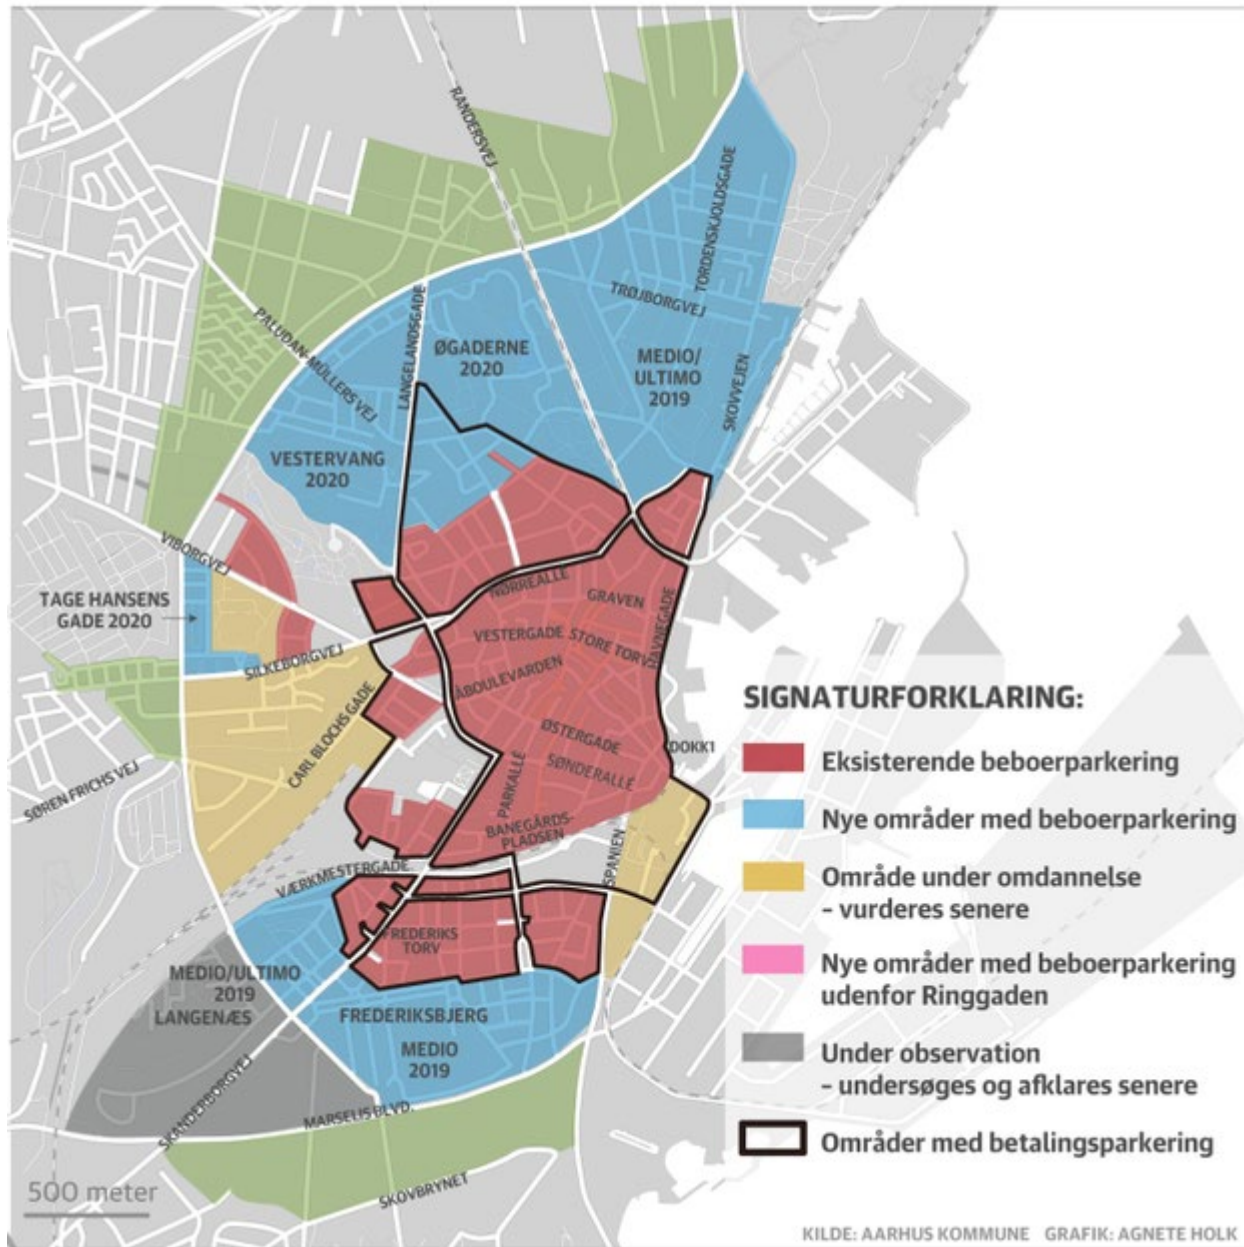 RANDERSVEJ
TORDENSKJOLDSGADE
TRØJBORGVEJ
PALUDAN-MÜLLERS VEJ
LANGELANDSGADE
ØGADERNE
2020
MEDIO/
ULTIMO
2019
SKOVVEJEN
VESTERVANG
2020
VIBORGVEJ
TAGE HANSENS
GADE 2020
NØRREALLÉ
GRAVEN
HAVNEGADE
VESTERGADE
STORE TORV
SILKEBORGVEJ
ÅBOULEVARDEN
CARL BLOCHS GADE
ØSTERGADE
SØNDERALLÉ
DOKK1
SØREN FRICHS VEJ
PARKALLÉ
BANEGÅRDS-
PLADSEN
SPANIEN
VÆRKMESTERGADE
FREDERIKS
TORV
MEDIO/ULTIMO
2019
LANGENÆS
FREDERIKSBJERG
MEDIO
2019
SKANDERBORGVEJ
MARSELIS BLVD.
SKOVBRYNET
500 meter
SIGNATURFORKLARING:
Eksisterende beboerparkering
Nye områder med beboerparkering
Område under omdannelse
- vurderes senere
Nye områder med beboerparkering
udenfor Ringgaden
Under observation
- undersøges og afklares senere
Områder med betalingsparkering
KILDE: AARHUS KOMMUNE GRAFIK: AGNETE HOLK